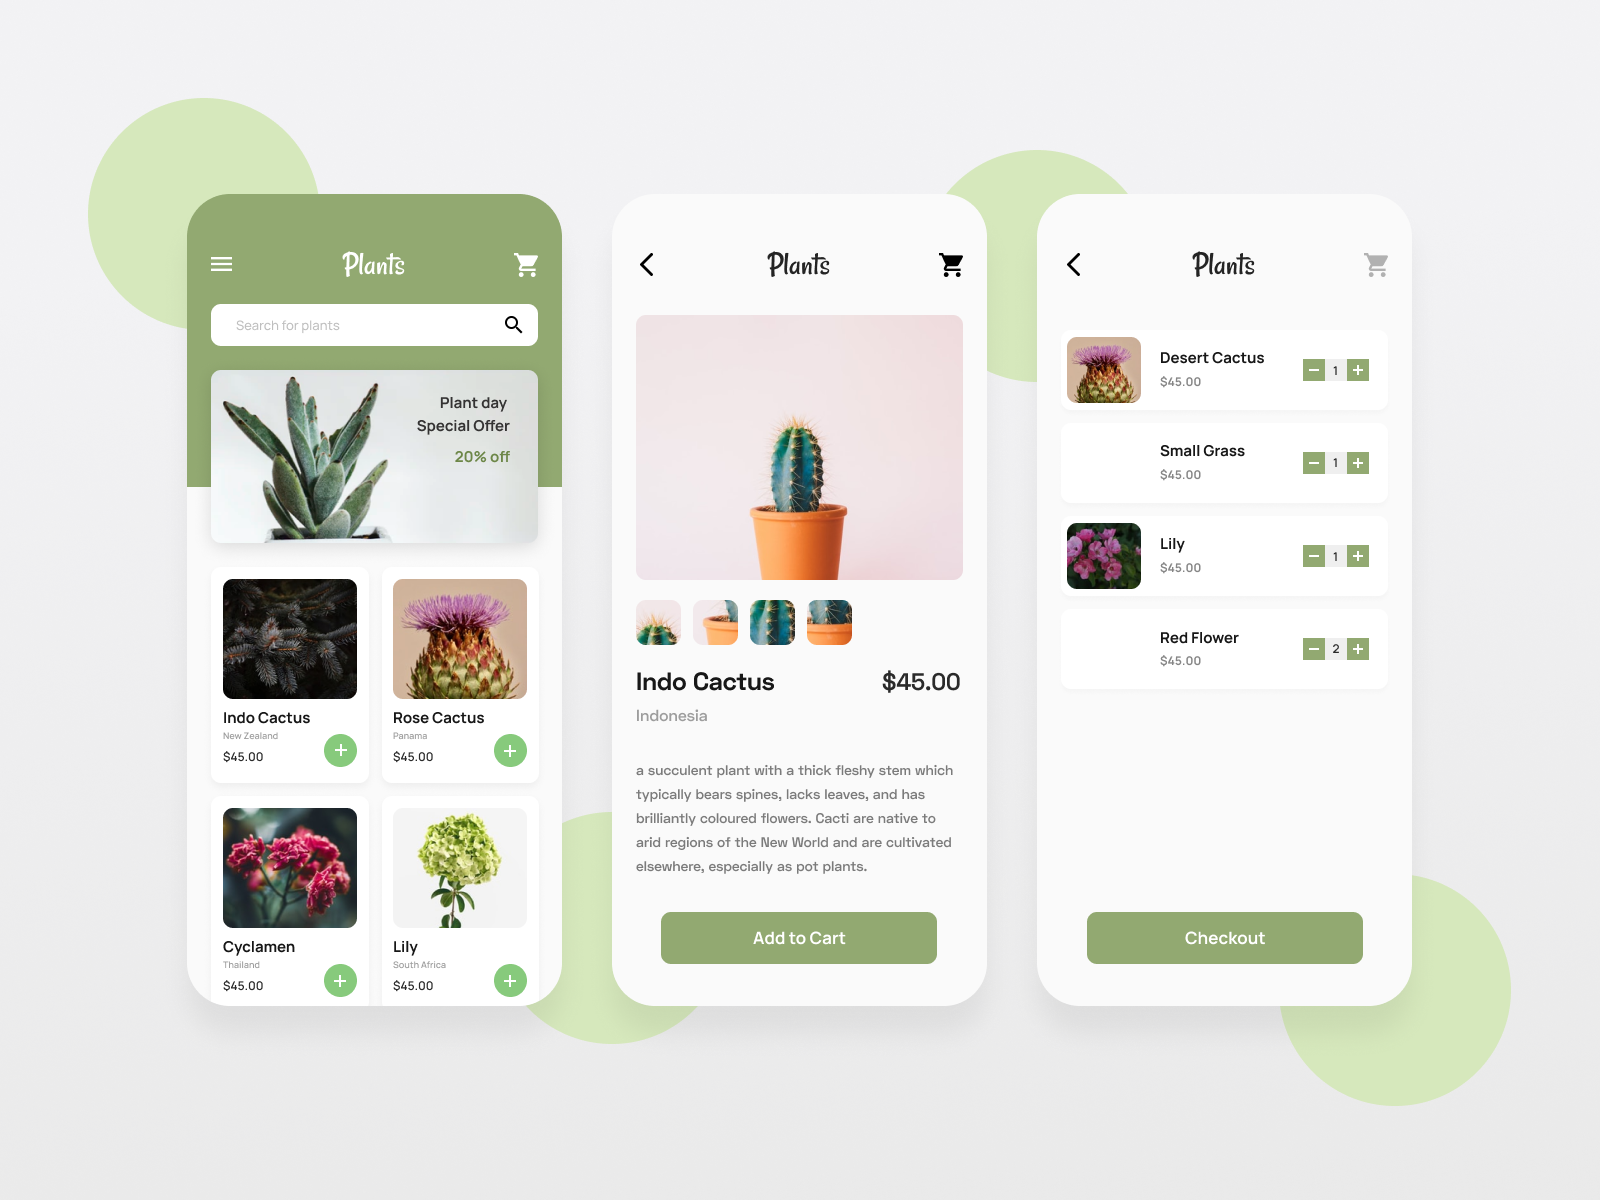 Plants
Search for plants
Plant day
Special Offer
20% off
Indo Cactus
New Zealand
$45.00
Rose Cactus
Panama
$45.00
Cyclamen
Thailand
$45.00
Lily
South Africa
$45.00
Plants
Indo Cactus
$45.00
Indonesia
a succulent plant with a thick fleshy stem which
typically bears spines, lacks leaves, and has
brilliantly coloured flowers. Cacti are native to
arid regions of the New World and are cultivated
elsewhere, especially as pot plants.
Add to Cart
Plants
Desert Cactus
$45.00
1
Small Grass
$45.00
1
Lily
$45.00
1
Red Flower
$45.00
2
Checkout